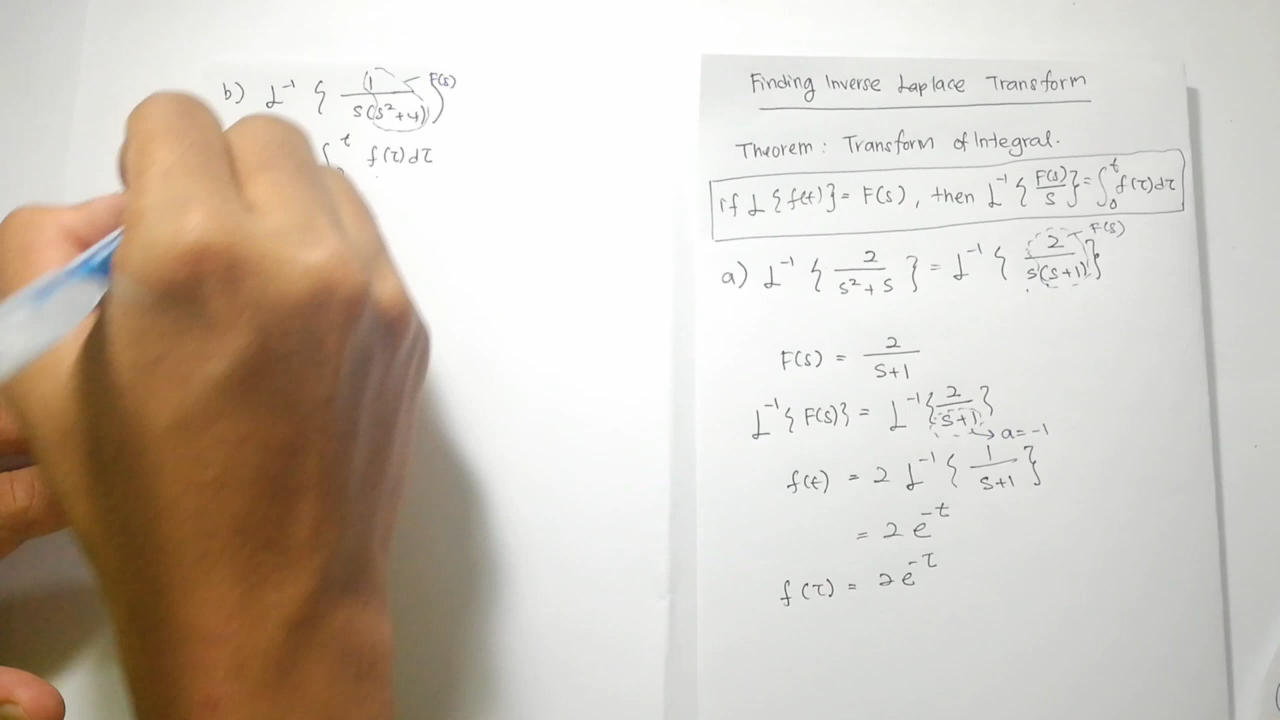 b) L⁻¹ { 1 / s(s²+4) } F(s)
∫₀ᵗ f(τ)dτ
Finding Inverse Laplace Transform
Theorem: Transform of Integral.
If L{f(t)} = F(s), then L⁻¹ { F(s) / s } = ∫₀ᵗ f(τ)dτ
a) L⁻¹ { 2 / s²+s } = L⁻¹ { 2 / s(s+1) } F(s)
F(s) = 2 / s+1
L⁻¹{F(s)} = L⁻¹{ 2 / s+1 }
→ a=-1
f(t) = 2 L⁻¹ { 1 / s+1 }
= 2e⁻ᵗ
f(τ) = 2e^-τ